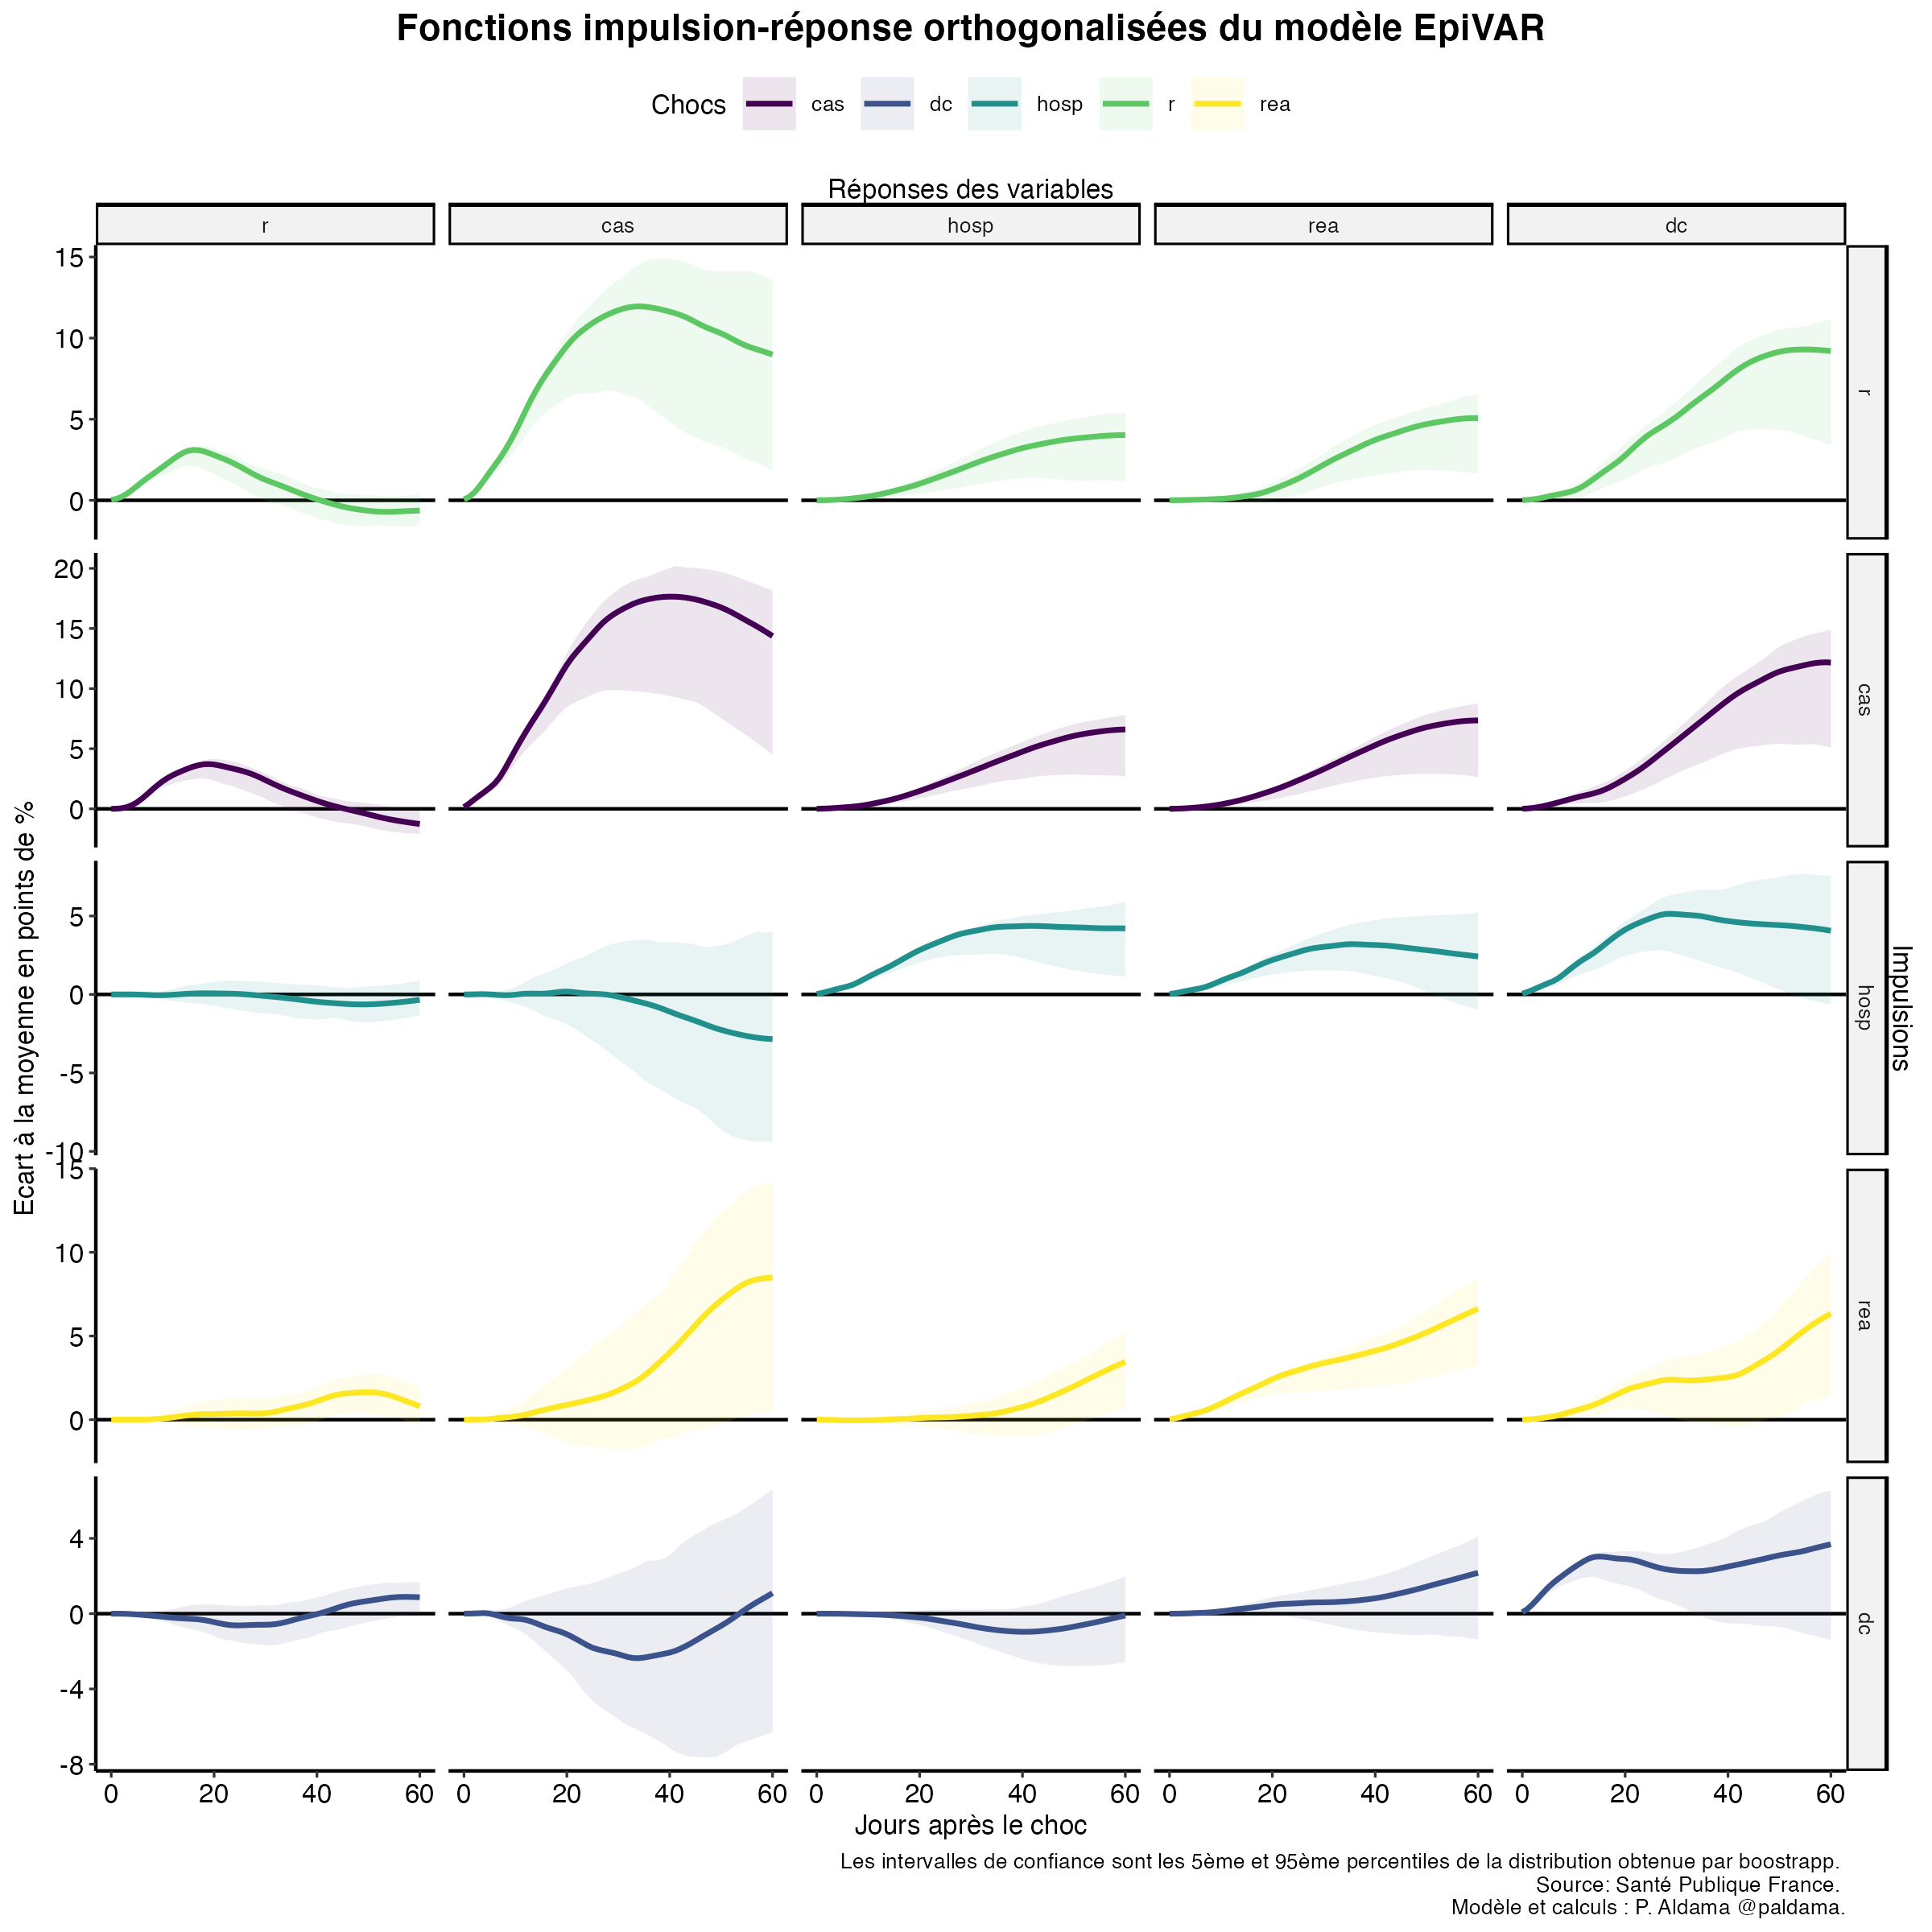 Fonctions impulsion-réponse orthogonalisées du modèle EpiVAR
Chocs cas dc hosp r rea
Réponses des variables
r cas hosp rea dc
15
10
5
0
r
20
15
10
5
0
cas
5
0
-5
-10
hosp
15
10
5
0
rea
4
0
-4
-8
dc
Ecart à la moyenne en points de %
Impulsions
0 20 40 60 0 20 40 60 0 20 40 60 0 20 40 60 0 20 40 60
Jours après le choc
Les intervalles de confiance sont les 5ème et 95ème percentiles de la distribution obtenue par boostrapp.
Source: Santé Publique France.
Modèle et calculs : P. Aldama @paldama.